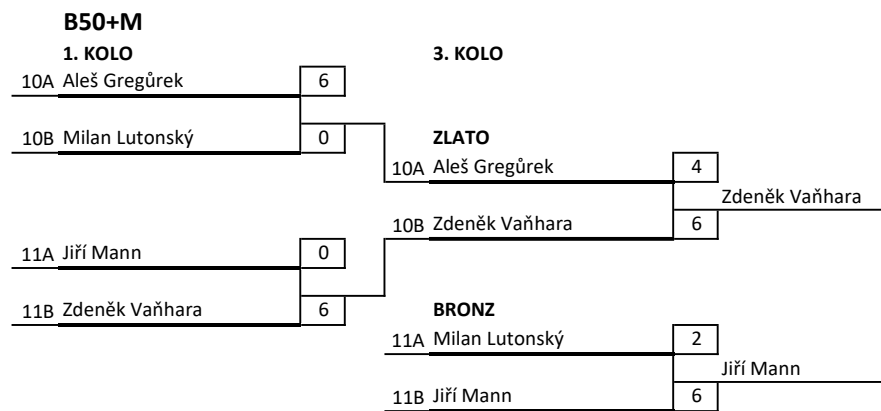 B50+M
1. KOLO
3. KOLO
10A Aleš Gregůrek 6
10B Milan Lutonský 0
ZLATO
10A Aleš Gregůrek 4
Zdeněk Vaňhara
10B Zdeněk Vaňhara 6
11A Jiří Mann 0
11B Zdeněk Vaňhara 6
BRONZ
11A Milan Lutonský 2
Jiří Mann
11B Jiří Mann 6